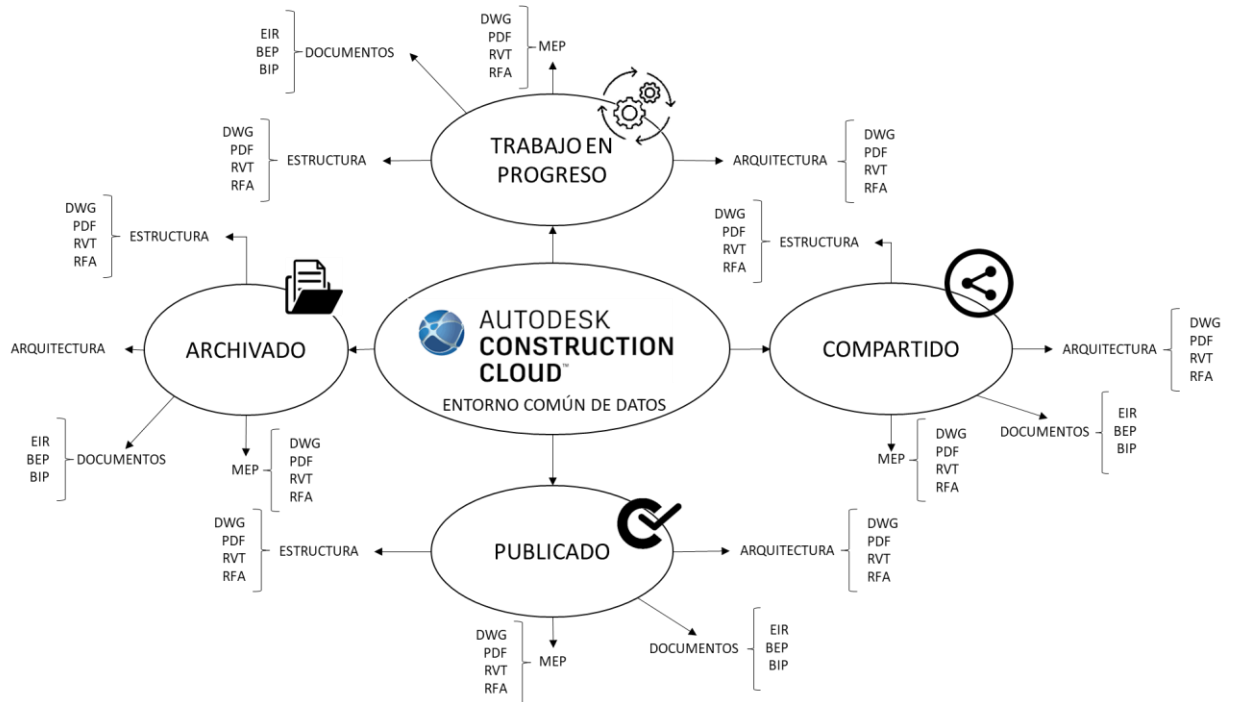 EIR
BEP
BIP
DOCUMENTOS
DWG
PDF
RVT
RFA
MEP
DWG
PDF
RVT
RFA
ESTRUCTURA
TRABAJO EN
PROGRESO
ARQUITECTURA
DWG
PDF
RVT
RFA
DWG
PDF
RVT
RFA
ESTRUCTURA
ARQUITECTURA
ARCHIVADO
EIR
BEP
BIP
DOCUMENTOS
MEP
DWG
PDF
RVT
RFA
AUTODESK
CONSTRUCTION
CLOUD™
ENTORNO COMÚN DE DATOS
DWG
PDF
RVT
RFA
ESTRUCTURA
COMPARTIDO
ARQUITECTURA
DWG
PDF
RVT
RFA
DOCUMENTOS
EIR
BEP
BIP
MEP
DWG
PDF
RVT
RFA
DWG
PDF
RVT
RFA
ESTRUCTURA
PUBLICADO
ARQUITECTURA
DWG
PDF
RVT
RFA
DWG
PDF
RVT
RFA
MEP
DOCUMENTOS
EIR
BEP
BIP